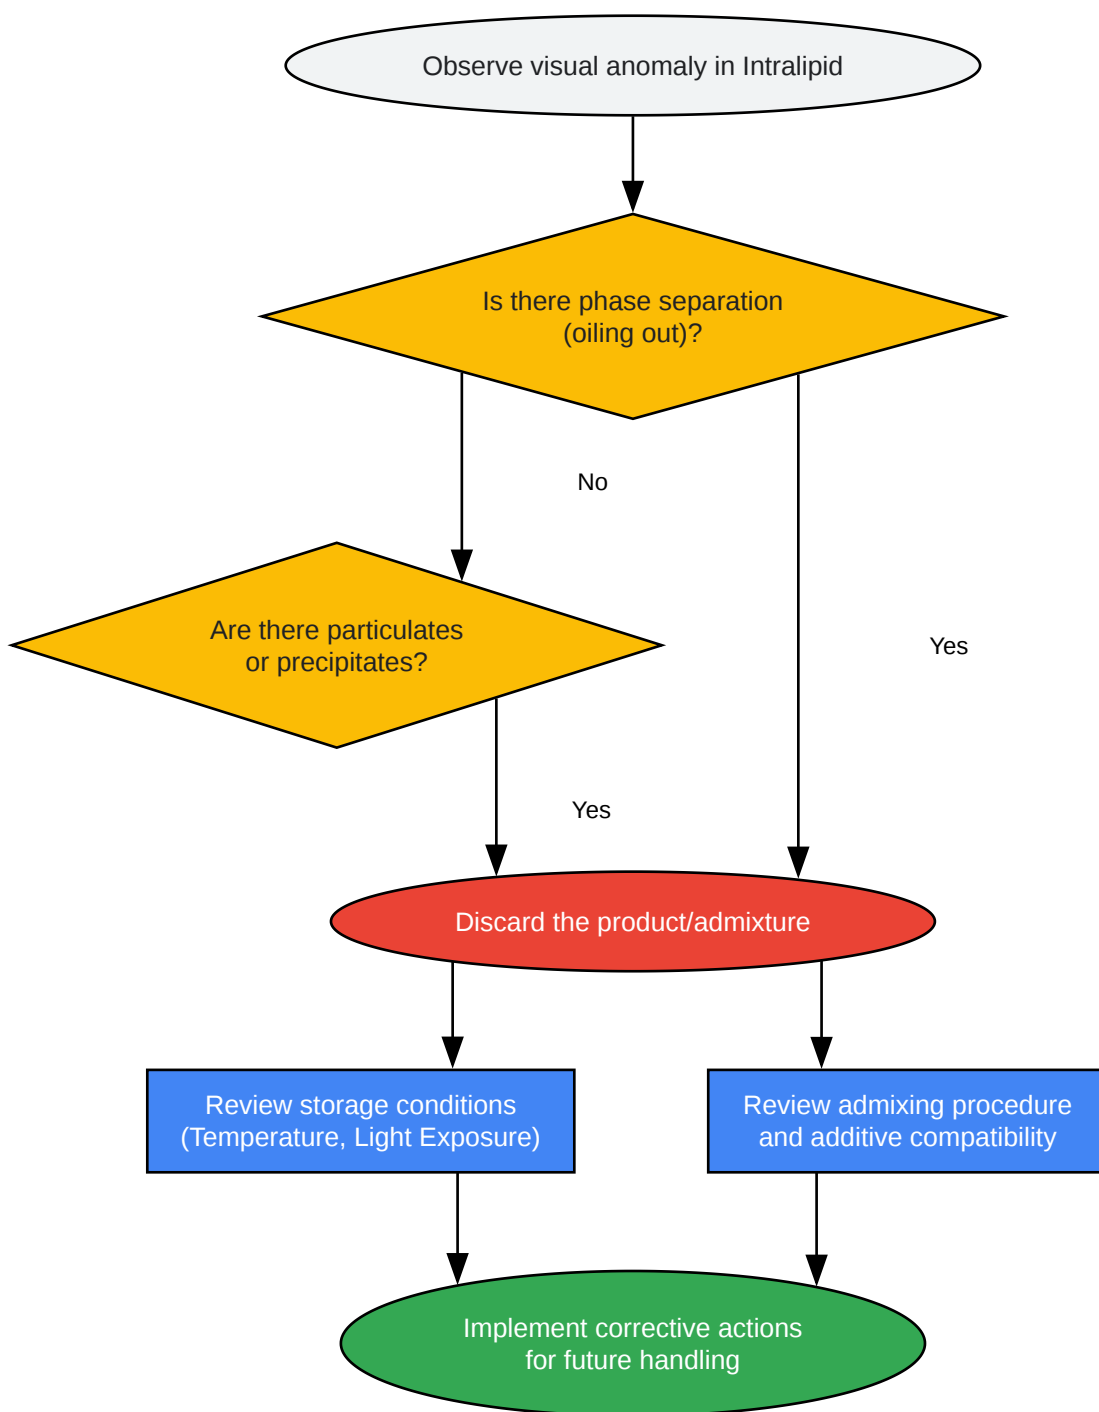 Observe visual anomaly in Intralipid
Is there phase separation
(oiling out)?
No
Are there particulates
or precipitates?
Yes
Yes
Discard the product/admixture
Review storage conditions
(Temperature, Light Exposure)
Review admixing procedure
and additive compatibility
Implement corrective actions
for future handling